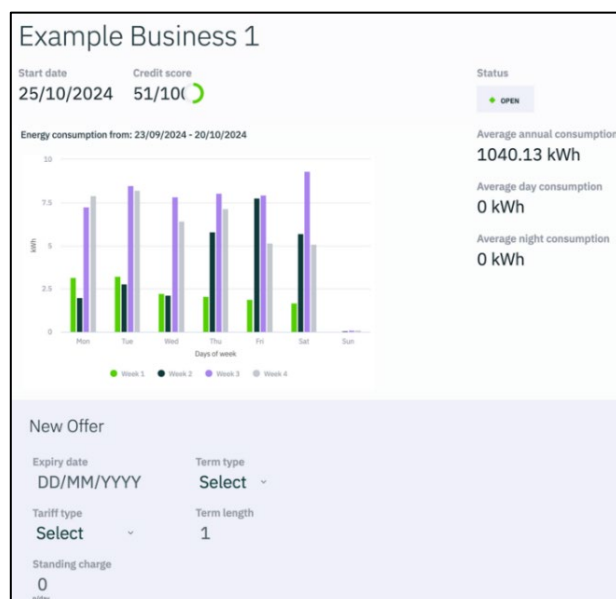 Example Business 1
Start date Credit score Status
25/10/2024 51/100 OPEN
Energy consumption from: 23/09/2024 - 20/10/2024
Average annual consumption
1040.13 kWh
Average day consumption
0 kWh
Average night consumption
0 kWh
10
7.5
5
2.5
0
kWh
Mon Tue Wed Thu Fri Sat Sun
Days of week
Week 1 Week 2 Week 3 Week 4
New Offer
Expiry date Term type
DD/MM/YYYY Select
Tariff type Term length
Select 1
Standing charge
0